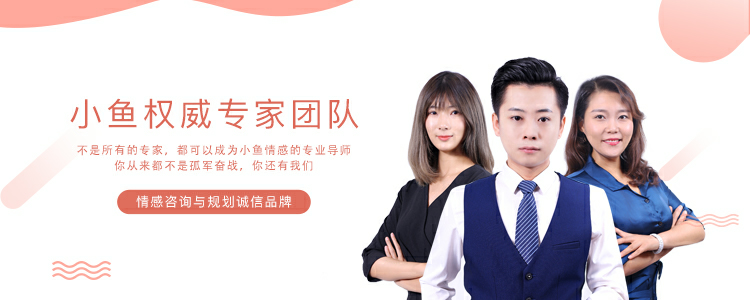 小鱼权威专家团队
不是所有的专家，都可以成为小鱼情感的专业导师
你从来都不是孤军奋战，你还有我们
情感咨询与规划诚信品牌